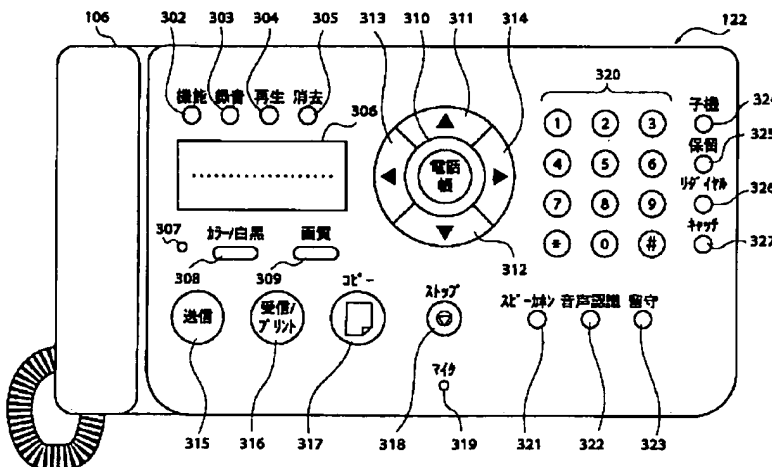 106
302
303
304
305
313
310
311
314
122
機能
録音
再生
消去
306
320
子機
324
保留
325
リダイヤル
326
キャッチ
327
電話
帳
1
2
3
4
5
6
7
8
9
*
0
#
307
カラー/白黒
画質
308
309
312
コピー
ストップ
スピーカホン
音声認識
留守
送信
受信/
プリント
マイク
315
316
317
318
319
321
322
323